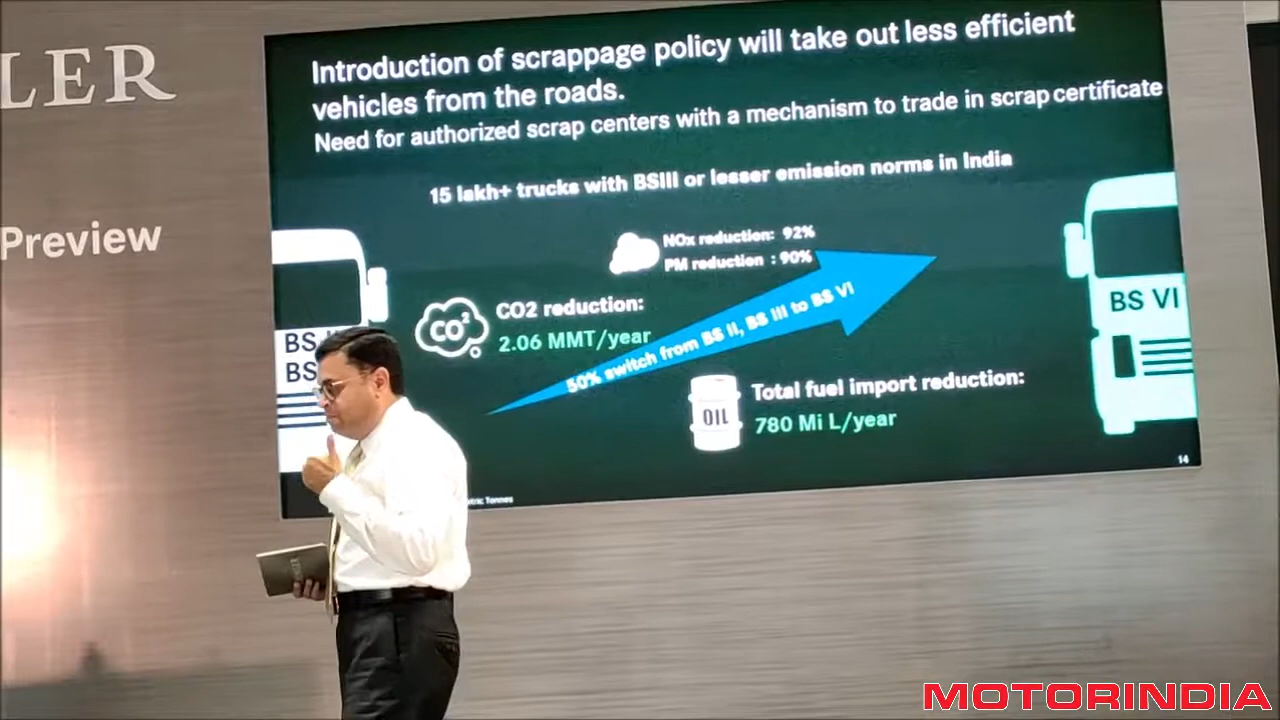 LER
Preview
Introduction of scrappage policy will take out less efficient
vehicles from the roads.
Need for authorized scrap centers with a mechanism to trade in scrap certificate
15 lakh+ trucks with BSIII or lesser emission norms in India
NOx reduction: 92%
PM reduction : 90%
CO2 reduction:
2.06 MMT/year
CO2
50% switch from BS II, BS III to BS VI
BS
BS
BS VI
OIL
Total fuel import reduction:
780 Mi L/year
Tonnes
14
MOTORINDIA